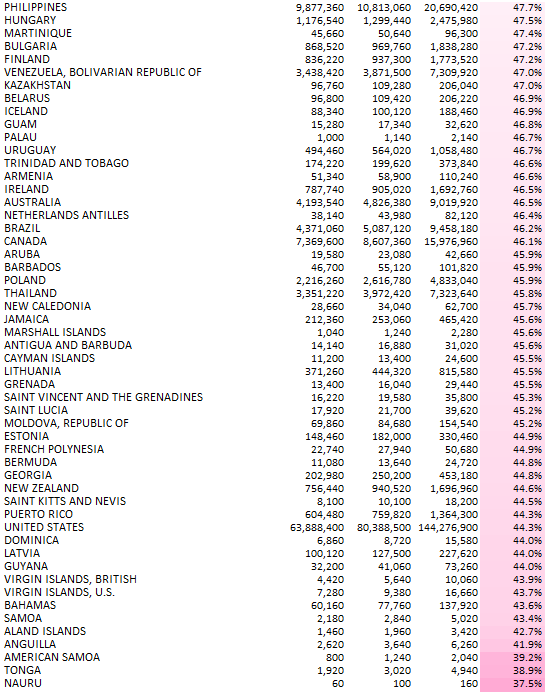 PHILIPPINES 9,877,360 10,813,060 20,690,420 47.7%
HUNGARY 1,176,540 1,299,440 2,475,980 47.5%
MARTINIQUE 45,660 50,640 96,300 47.4%
BULGARIA 868,520 969,760 1,838,280 47.2%
FINLAND 836,220 937,300 1,773,520 47.2%
VENEZUELA, BOLIVARIAN REPUBLIC OF 3,438,420 3,871,500 7,309,920 47.0%
KAZAKHSTAN 96,760 109,280 206,040 47.0%
BELARUS 96,800 109,420 206,220 46.9%
ICELAND 88,340 100,120 188,460 46.9%
GUAM 15,280 17,340 32,620 46.8%
PALAU 1,000 1,140 2,140 46.7%
URUGUAY 494,460 564,020 1,058,480 46.7%
TRINIDAD AND TOBAGO 174,220 199,620 373,840 46.6%
ARMENIA 51,340 58,900 110,240 46.6%
IRELAND 787,740 905,020 1,692,760 46.5%
AUSTRALIA 4,193,540 4,826,380 9,019,920 46.5%
NETHERLANDS ANTILLES 38,140 43,980 82,120 46.4%
BRAZIL 4,371,060 5,087,120 9,458,180 46.2%
CANADA 7,369,600 8,607,360 15,976,960 46.1%
ARUBA 19,580 23,080 42,660 45.9%
BARBADOS 46,700 55,120 101,820 45.9%
POLAND 2,216,260 2,616,780 4,833,040 45.9%
THAILAND 3,351,220 3,972,420 7,323,640 45.8%
NEW CALEDONIA 28,660 34,040 62,700 45.7%
JAMAICA 212,360 253,060 465,420 45.6%
MARSHALL ISLANDS 1,040 1,240 2,280 45.6%
ANTIGUA AND BARBUDA 14,140 16,880 31,020 45.6%
CAYMAN ISLANDS 11,200 13,400 24,600 45.5%
LITHUANIA 371,260 444,320 815,580 45.5%
GRENADA 13,400 16,040 29,440 45.5%
SAINT VINCENT AND THE GRENADINES 16,220 19,580 35,800 45.3%
SAINT LUCIA 17,920 21,700 39,620 45.2%
MOLDOVA, REPUBLIC OF 69,860 84,680 154,540 45.2%
ESTONIA 148,460 182,000 330,460 44.9%
FRENCH POLYNESIA 22,740 27,940 50,680 44.9%
BERMUDA 11,080 13,640 24,720 44.8%
GEORGIA 202,980 250,200 453,180 44.8%
NEW ZEALAND 756,440 940,520 1,696,960 44.6%
SAINT KITTS AND NEVIS 8,100 10,100 18,200 44.5%
PUERTO RICO 604,480 759,820 1,364,300 44.3%
UNITED STATES 63,888,400 80,388,500 144,276,900 44.3%
DOMINICA 6,860 8,720 15,580 44.0%
LATVIA 100,120 127,500 227,620 44.0%
GUYANA 32,200 41,060 73,260 44.0%
VIRGIN ISLANDS, BRITISH 4,420 5,640 10,060 43.9%
VIRGIN ISLANDS, U.S. 7,280 9,380 16,660 43.7%
BAHAMAS 60,160 77,760 137,920 43.6%
SAMOA 2,180 2,840 5,020 43.4%
ALAND ISLANDS 1,460 1,960 3,420 42.7%
ANGUILLA 2,620 3,640 6,260 41.9%
AMERICAN SAMOA 800 1,240 2,040 39.2%
TONGA 1,920 3,020 4,940 38.9%
NAURU 60 100 160 37.5%